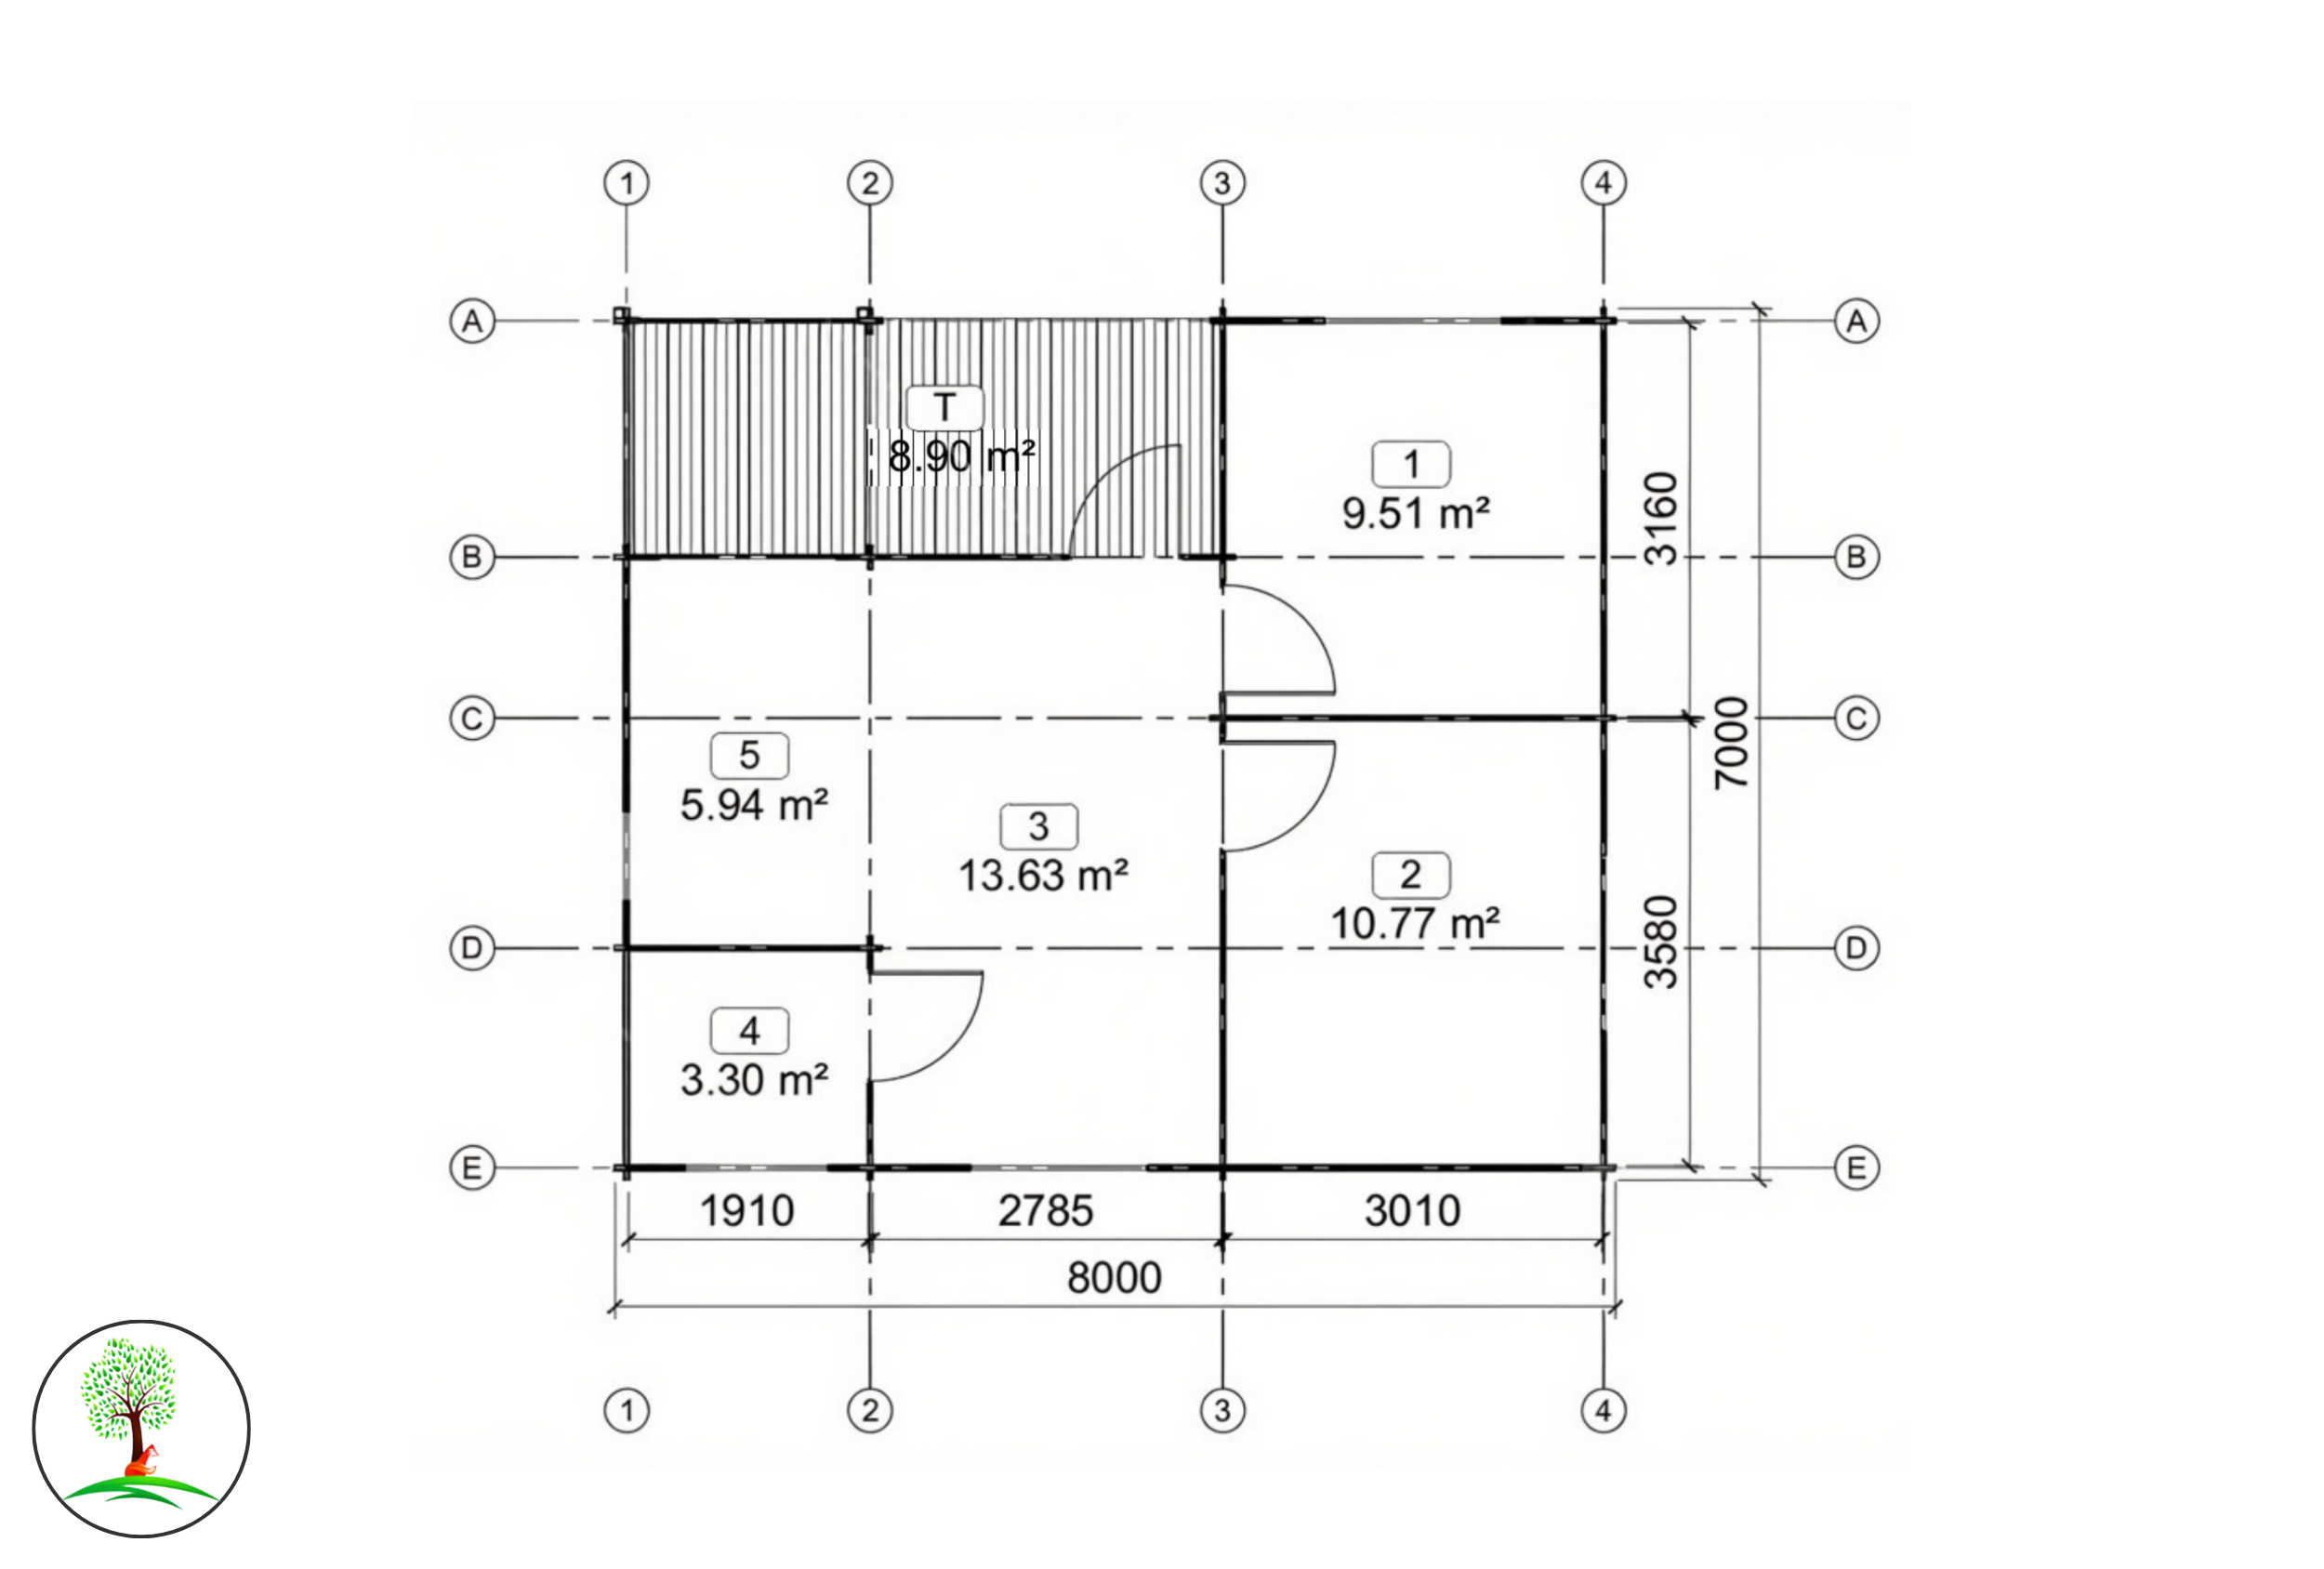 1 2 3 4
A A
T
8.90 m²
1
9.51 m²
3160
B B
C C
7000
5
5.94 m²
3
13.63 m²
2
10.77 m²
3580
D D
4
3.30 m²
E E
1910 2785 3010
8000
1 2 3 4